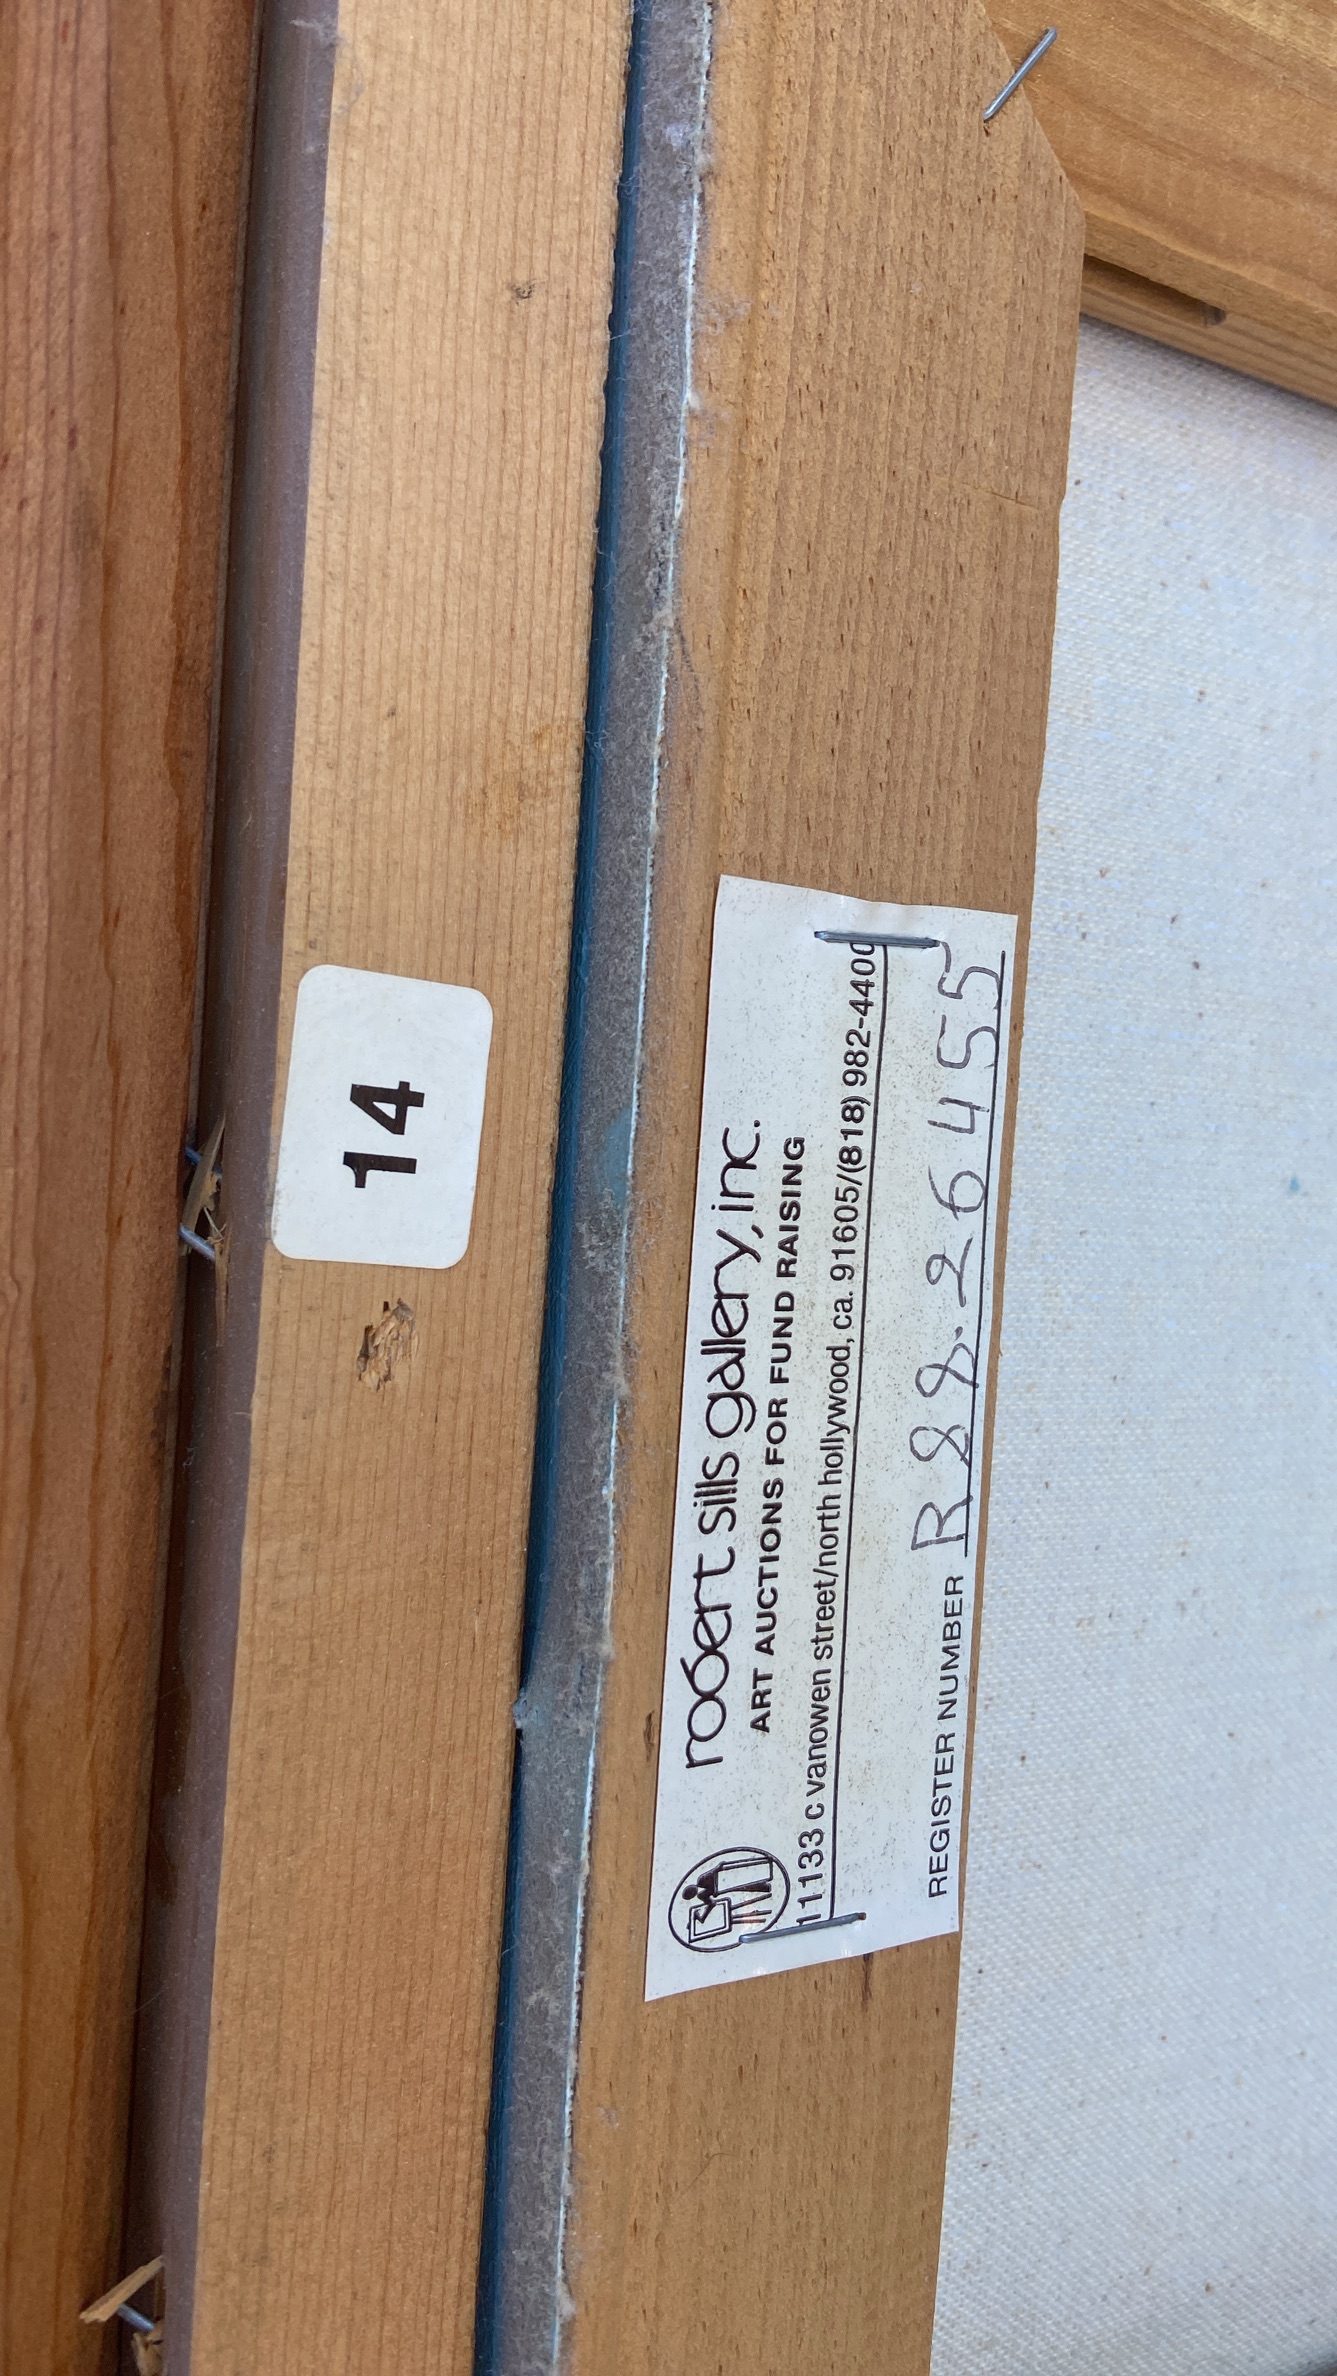 14
robert sills gallery, inc.
ART AUCTIONS FOR FUND RAISING
11133 c vanowen street/north hollywood, ca. 91605/(818) 982-4400
REGISTER NUMBER R88.26455